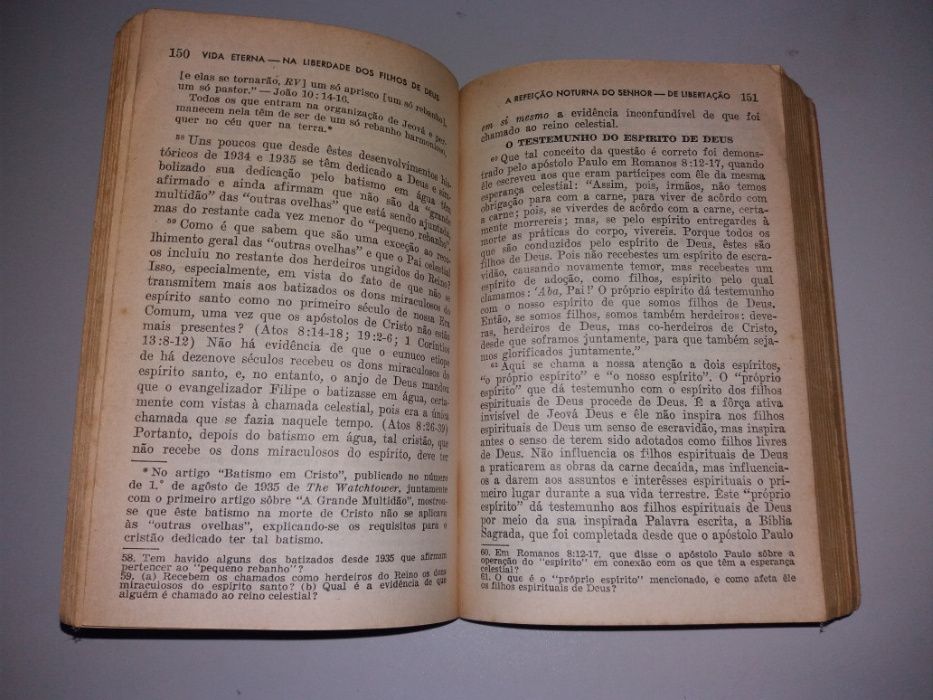 150 VIDA ETERNA — NA LIBERDADE DOS FILHOS DE DEUS
[e elas se tornarão, RV] um só aprisco [um só rebanho],
um só pastor." — João 10:14-16.
Todos os que entram na organização de Jeová e per-
manecem nela têm de ser de um só rebanho harmonioso,
quer no céu quer na terra.*
58 Uns poucos que desde êstes desenvolvimentos his-
tóricos de 1934 e 1935 se têm dedicado a Deus e sim-
bolizado sua dedicação pelo batismo em água têm
afirmado e ainda afirmam que não são da "grande
multidão" das "outras ovelhas" que está sendo ajuntada,
mas do restante cada vez menor do "pequeno rebanho".
59 Como é que sabem que são uma exceção ao reco-
lhimento geral das "outras ovelhas" e que o Pai celestial
os incluiu no restante dos herdeiros ungidos do Reino?
Isso, especialmente, em vista do fato de que não se
transmitem mais aos batizados os dons miraculosos do
espírito santo como no primeiro século de nossa Era
Comum, uma vez que os apóstolos de Cristo não estão
mais presentes? (Atos 8:14-18; 19:2-6; 1 Coríntios
13:8-12) Não há evidência de que o eunuco etíope
de há dezenove séculos recebeu os dons miraculosos do
espírito santo, e, no entanto, o anjo de Deus mandou
que o evangelizador Filipe o batizasse em água, certa-
mente com vistas à chamada celestial, pois era a única
chamada que se fazia naquele tempo. (Atos 8:26-39)
Portanto, depois do batismo em água, tal cristão, que
não recebe os dons miraculosos do espírito, deve ter
* No artigo "Batismo em Cristo", publicado no número
de 1.° de agôsto de 1935 de The Watchtower, juntamente
com o primeiro artigo sôbre "A Grande Multidão", mostrou-
se que êste batismo na morte de Cristo não se aplicava
às "outras ovelhas", explicando-se os requisitos para o
cristão dedicado ter tal batismo.
58. Tem havido alguns dos batizados desde 1935 que afirmam
pertencer ao "pequeno rebanho"?
59. (a) Recebem os chamados como herdeiros do Reino os dons
miraculosos do espírito santo? (b) Qual é a evidência de que
alguém é chamado ao reino celestial?
A REFEIÇÃO NOTURNA DO SENHOR — DE LIBERTAÇÃO 151
em si mesmo a evidência inconfundível de que foi
chamado ao reino celestial.
O TESTEMUNHO DO ESPÍRITO DE DEUS
60 Que tal conceito da questão é correto foi demons-
trado pelo apóstolo Paulo em Romanos 8:12-17, quando
êle escreveu aos que eram partícipes com êle da mesma
esperança celestial: "Assim, pois, irmãos, não temos
obrigação para com a carne, para viver de acôrdo com
a carne; pois, se viverdes de acôrdo com a carne, certa-
mente morrereis; mas, se pelo espírito entregardes à
morte as práticas do corpo, vivereis. Porque todos os
que são conduzidos pelo espírito de Deus, êstes são
filhos de Deus. Pois não recebestes um espírito de escra-
vidão, causando novamente temor, mas recebestes um
espírito de adoção, como filhos, espírito pelo qual
clamamos: 'Aba, Pai!' O próprio espírito dá testemunho
com o nosso espírito de que somos filhos de Deus.
Então, se somos filhos, somos também herdeiros: deve-
ras, herdeiros de Deus, mas co-herdeiros de Cristo,
desde que soframos juntamente, para que também seja-
mos glorificados juntamente."
61 Aqui se chama a nossa atenção a dois espíritos,
"o próprio espírito" e "o nosso espírito". O "próprio
espírito" que dá testemunho com o espírito dos filhos
espirituais de Deus procede de Deus. É a fôrça ativa
invisível de Jeová Deus e êle não inspira nos filhos
espirituais de Deus um senso de escravidão, mas inspira
antes o senso de terem sido adotados como filhos livres
de Deus. Não influencia os filhos espirituais de Deus
a praticarem as obras da carne decaída, mas influencia-
os a darem aos assuntos e interêsses espirituais o pri-
meiro lugar durante a sua vida terrestre. Êste "próprio
espírito" dá testemunho aos filhos espirituais de Deus
por meio da sua inspirada Palavra escrita, a Bíblia
Sagrada, que foi completada desde que o apóstolo Paulo
60. Em Romanos 8:12-17, que disse o apóstolo Paulo sôbre a
operação do "espírito" em conexão com os que têm a esperança
celestial?
61. O que é o "próprio espírito" mencionado, e como afeta êle
os filhos espirituais de Deus?